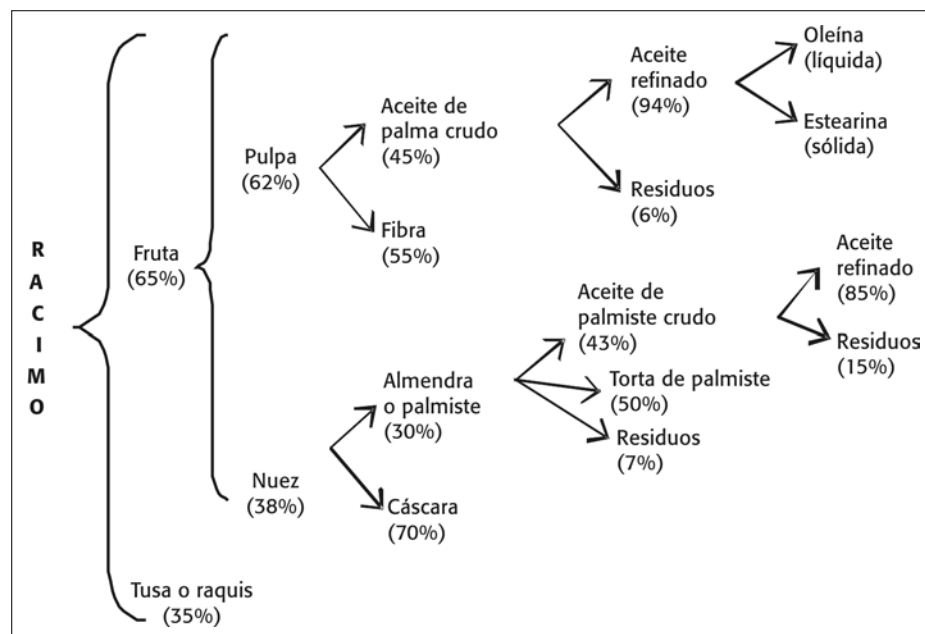 RACIMO
Fruta
(65%)
Tusa o raquis
(35%)
Pulpa
(62%)
Nuez
(38%)
Aceite de
palma crudo
(45%)
Fibra
(55%)
Aceite
refinado
(94%)
Residuos
(6%)
Oleína
(líquida)
Estearina
(sólida)
Almendra
o palmiste
(30%)
Cáscara
(70%)
Aceite de
palmiste crudo
(43%)
Torta de palmiste
(50%)
Residuos
(7%)
Aceite
refinado
(85%)
Residuos
(15%)